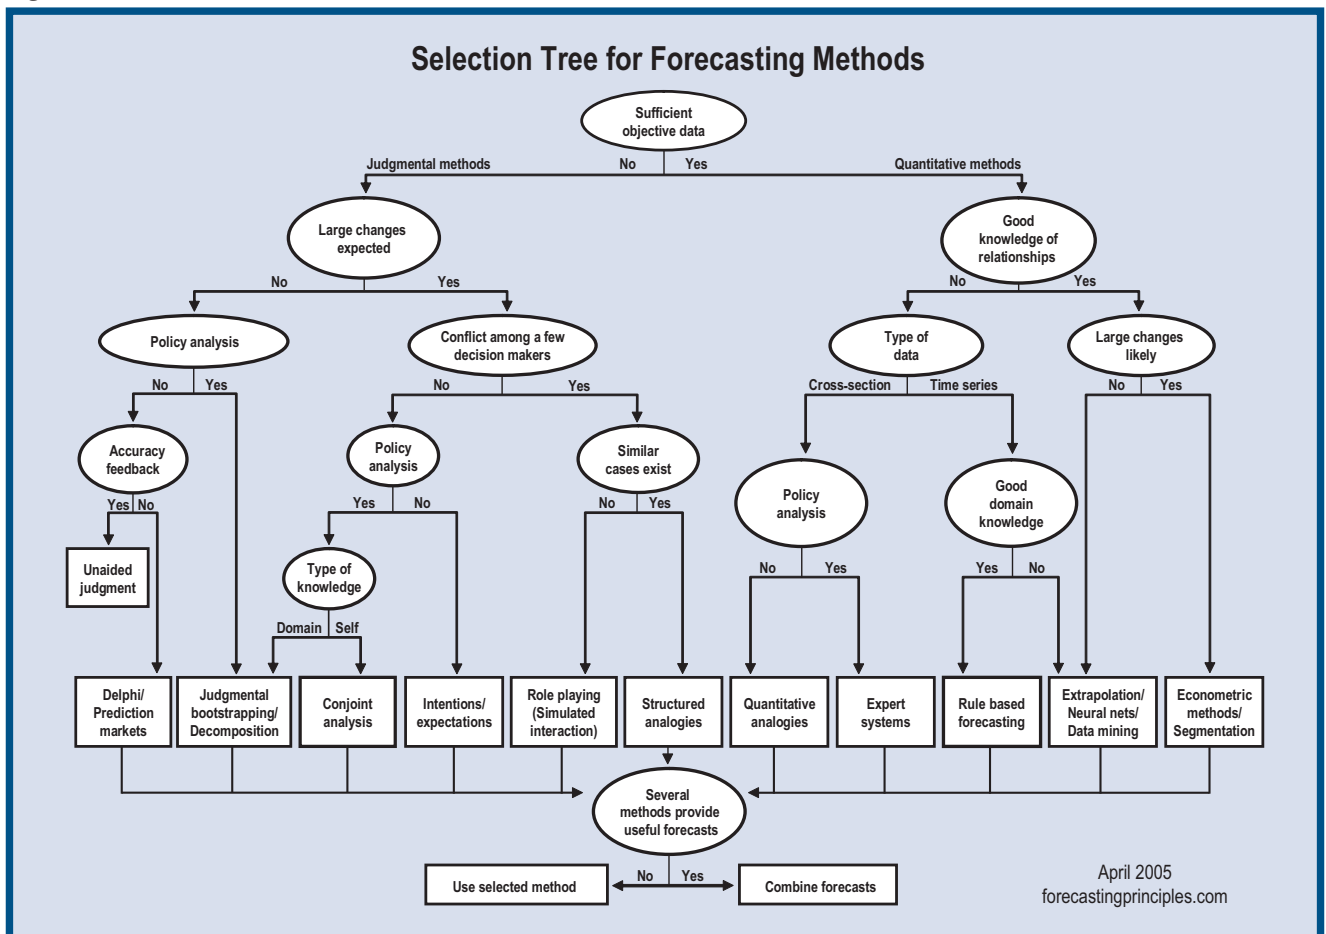 Selection Tree for Forecasting Methods
Sufficient
objective data
Judgmental methods
No
Yes
Quantitative methods
Large changes
expected
Good
knowledge of
relationships
No
Yes
No
Yes
Policy analysis
Conflict among a few
decision makers
Type of
data
Large changes
likely
No
Yes
No
Yes
Cross-section
Time series
No
Yes
Accuracy
feedback
Policy
analysis
Similar
cases exist
Policy
analysis
Good
domain
knowledge
Yes
No
Yes
No
No
Yes
No
Yes
Yes
No
Unaided
judgment
Type of
knowledge
Domain
Self
Delphi/
Prediction
markets
Judgmental
bootstrapping/
Decomposition
Conjoint
analysis
Intentions/
expectations
Role playing
(Simulated
interaction)
Structured
analogies
Quantitative
analogies
Expert
systems
Rule based
forecasting
Extrapolation/
Neural nets/
Data mining
Econometric
methods/
Segmentation
Several
methods provide
useful forecasts
No
Yes
Use selected method
Combine forecasts
April 2005
forecastingprinciples.com